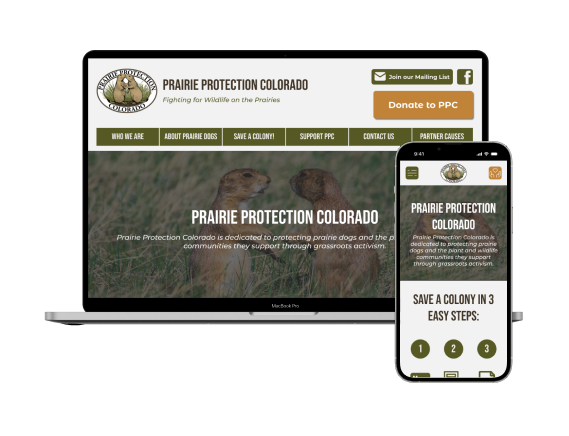 PRAIRIE PROTECTION
COLORADO
PRAIRIE PROTECTION COLORADO
Fighting for Wildlife on the Prairies
Join our Mailing List
f
Donate to PPC
WHO WE ARE
ABOUT PRAIRIE DOGS
SAVE A COLONY!
SUPPORT PPC
CONTACT US
PARTNER CAUSES
PRAIRIE PROTECTION COLORADO
Prairie Protection Colorado is dedicated to protecting prairie dogs and the p
communities they support through grassroots activism.
MacBook Pro
9:41
PRAIRIE PROTECTION
COLORADO
Prairie Protection Colorado is
dedicated to protecting prairie
dogs and the plant and wildlife
communities they support
through grassroots activism.
SAVE A COLONY IN 3
EASY STEPS:
1
2
3